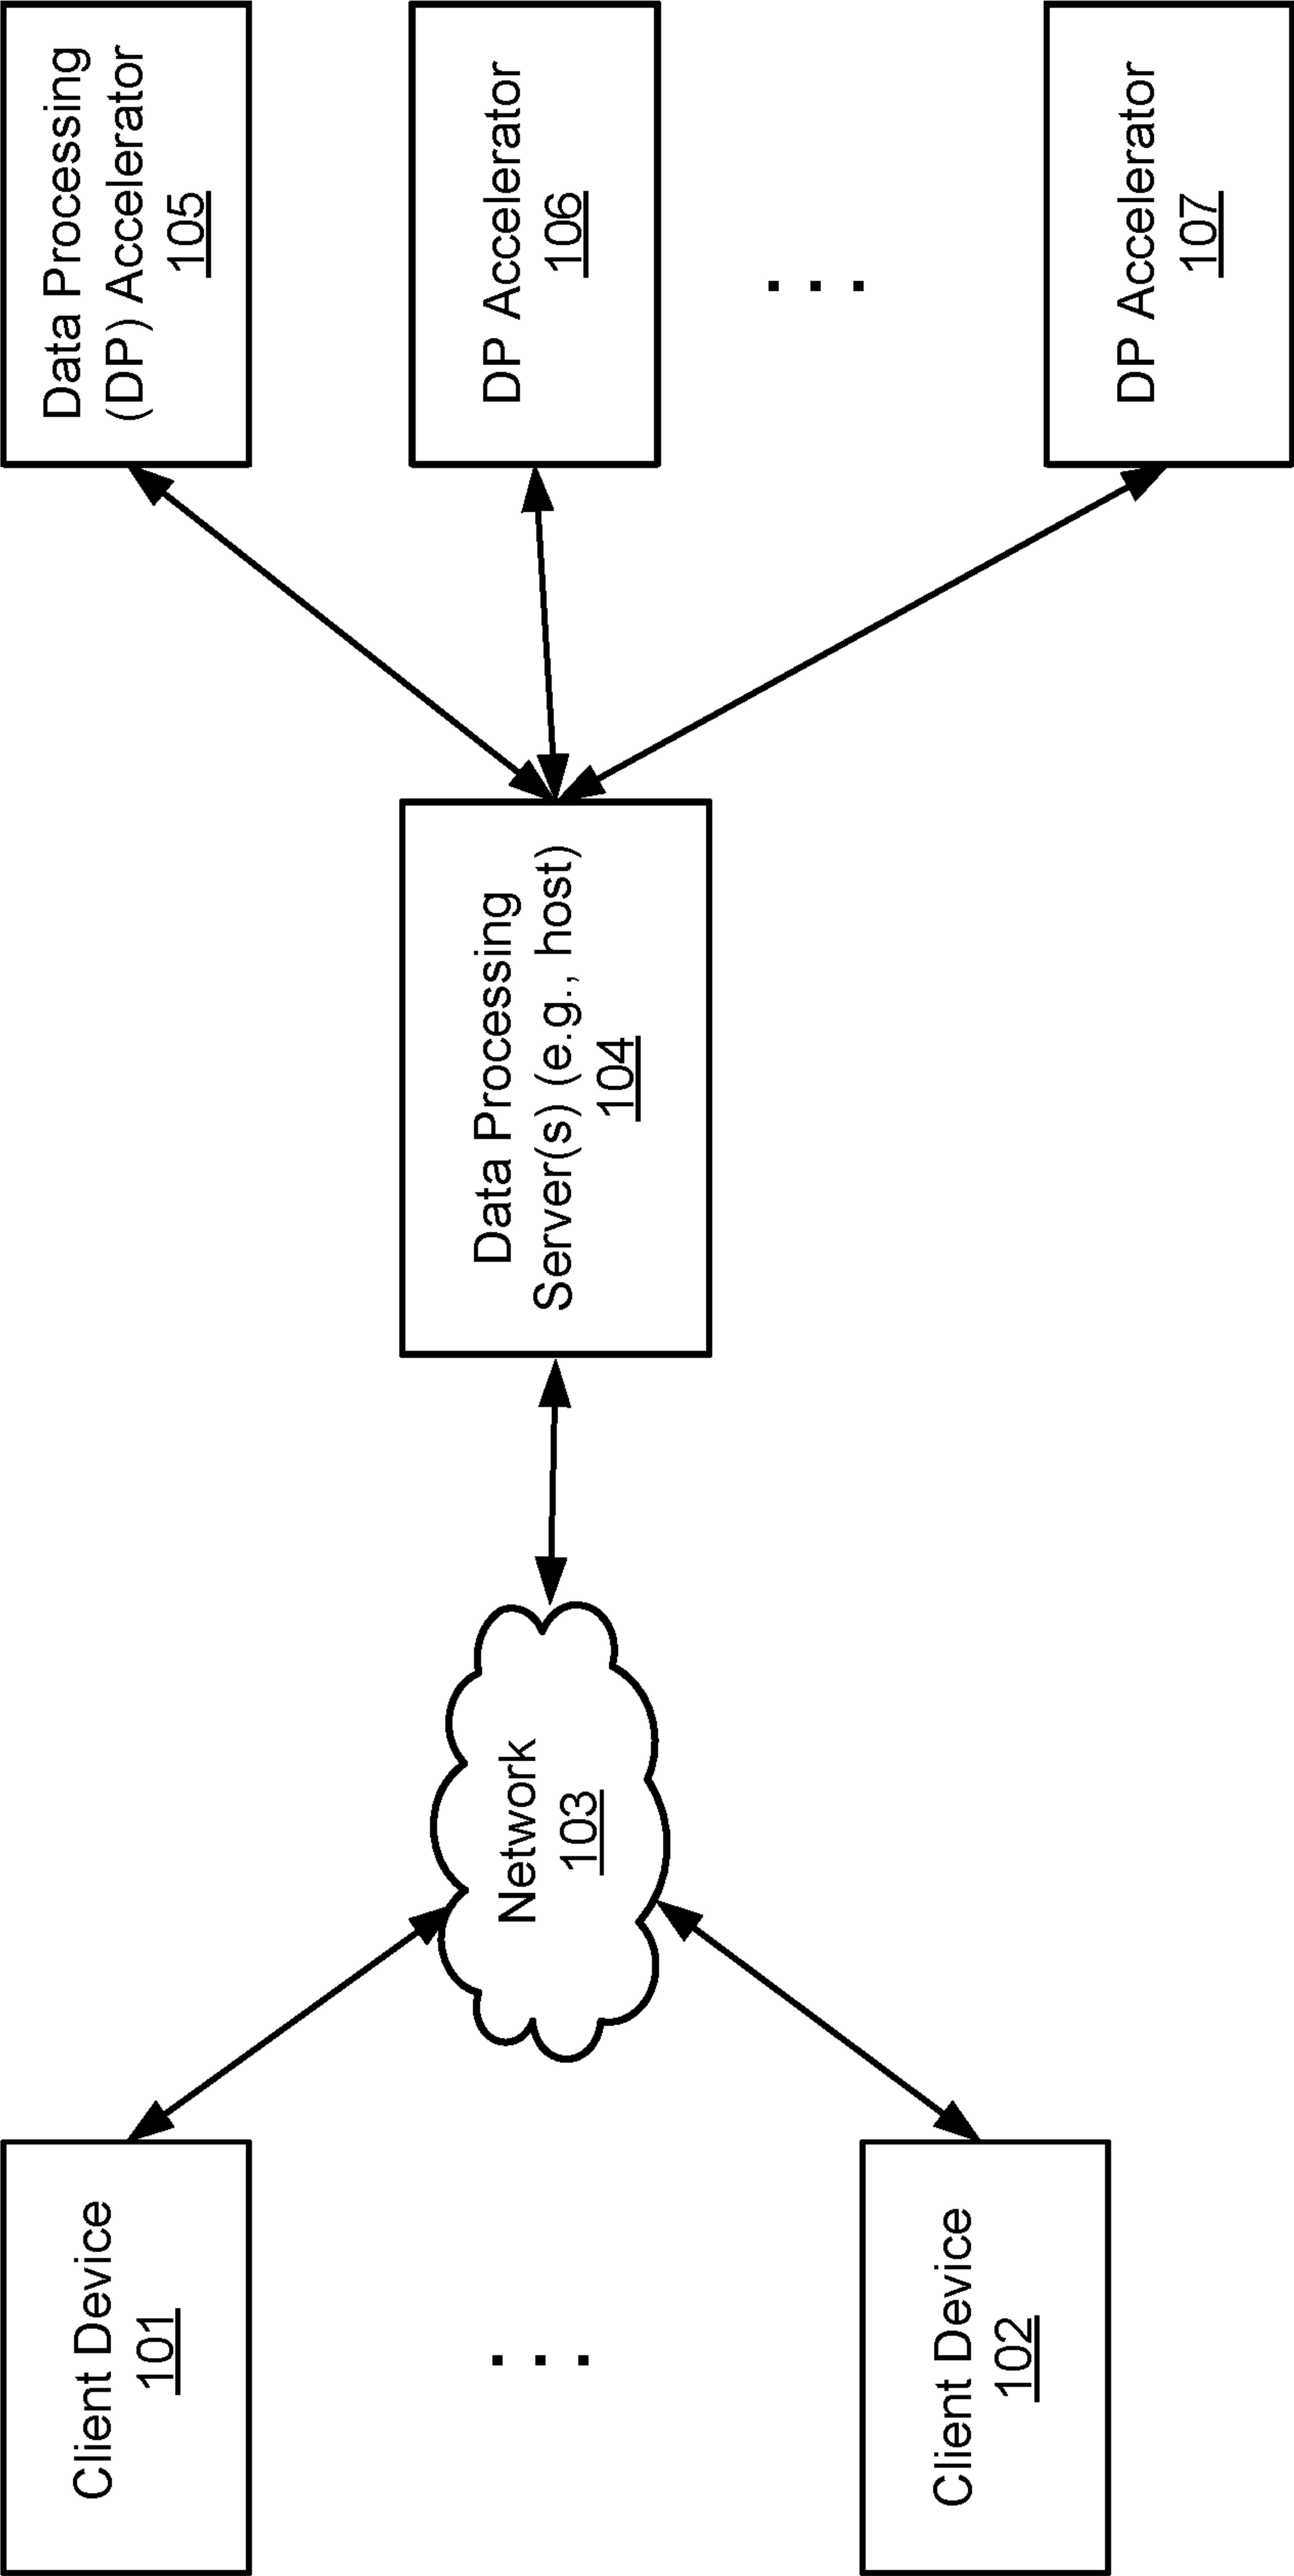 Client Device
101
. . .
Client Device
102
Network
103
Data Processing
Server(s) (e.g., host)
104
Data Processing
(DP) Accelerator
105
DP Accelerator
106
. . .
DP Accelerator
107